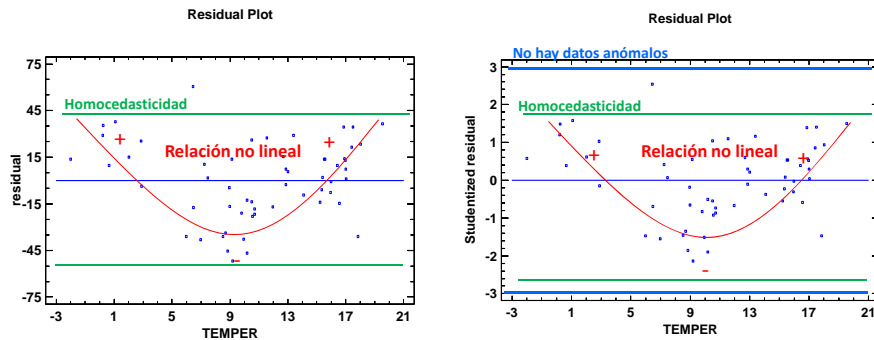 Residual Plot
75
45
15
-15
-45
-75
residual
Homocedasticidad
+
Relación no lineal
+
-
-3 1 5 9 13 17 21
TEMPER
Residual Plot
No hay datos anómalos
3
2
1
0
-1
-2
-3
Studentized residual
Homocedasticidad
+
Relación no lineal
+
-
-3 1 5 9 13 17 21
TEMPER